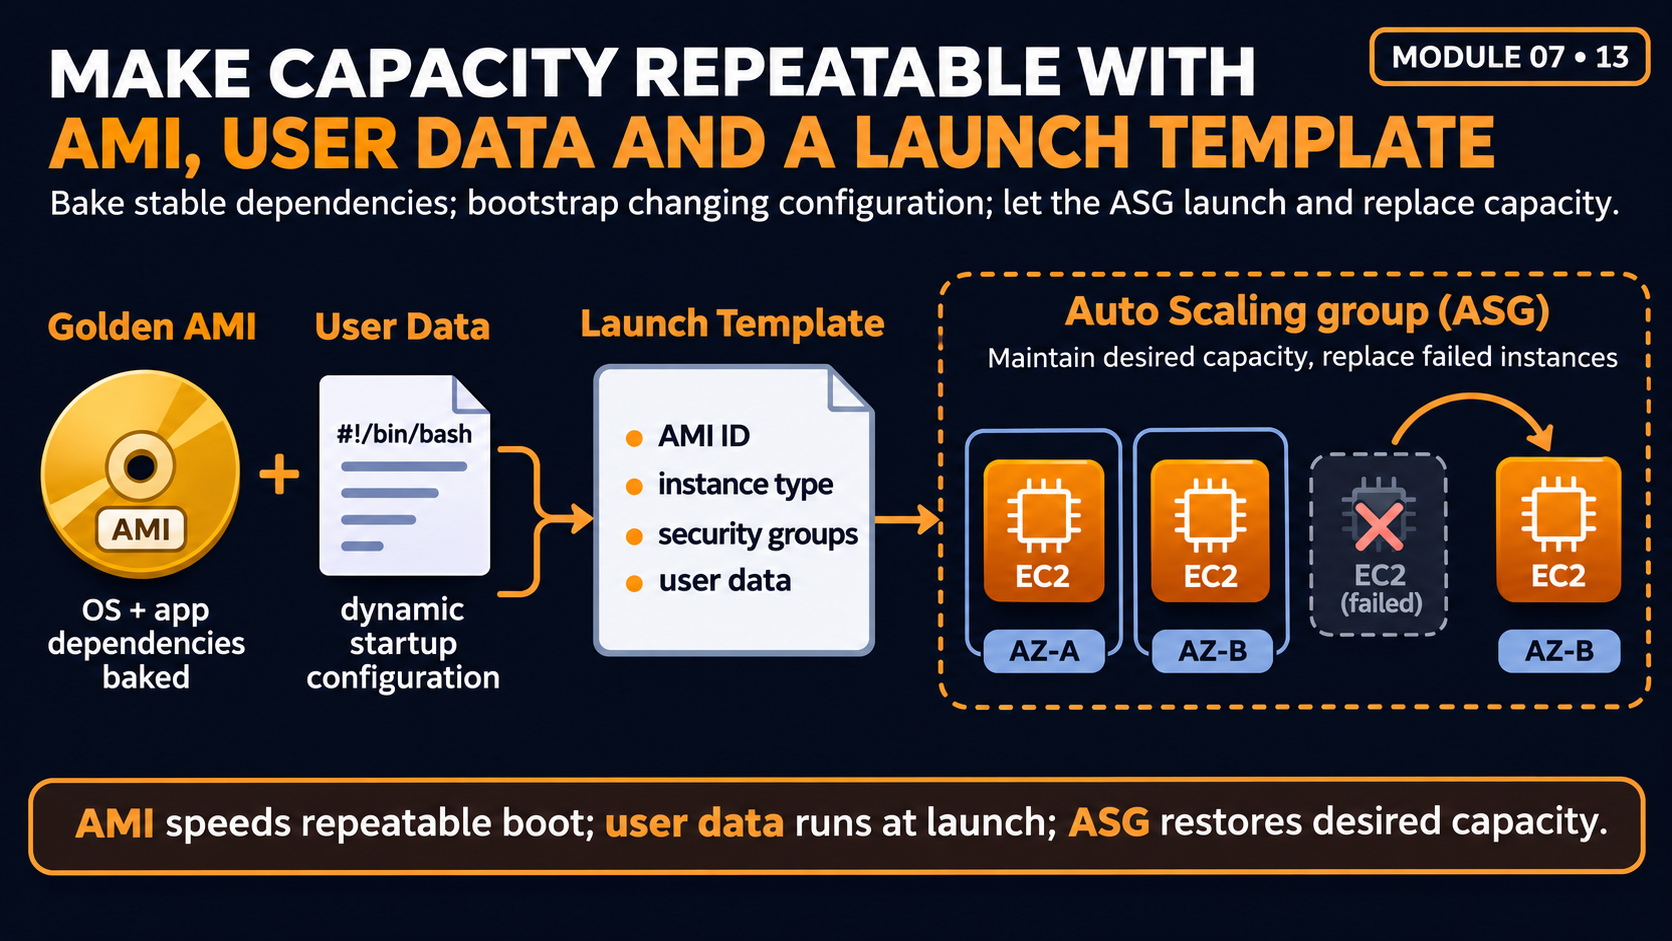 MAKE CAPACITY REPEATABLE WITH
MODULE 07 • 13
AMI, USER DATA AND A LAUNCH TEMPLATE
Bake stable dependencies; bootstrap changing configuration; let the ASG launch and replace capacity.
Golden AMI
AMI
OS + app
dependencies
baked
+
User Data
#!/bin/bash
dynamic
startup
configuration
Launch Template
AMI ID
instance type
security groups
user data
Auto Scaling group (ASG)
Maintain desired capacity, replace failed instances
EC2
AZ-A
EC2
AZ-B
EC2
(failed)
EC2
AZ-B
AMI speeds repeatable boot; user data runs at launch; ASG restores desired capacity.